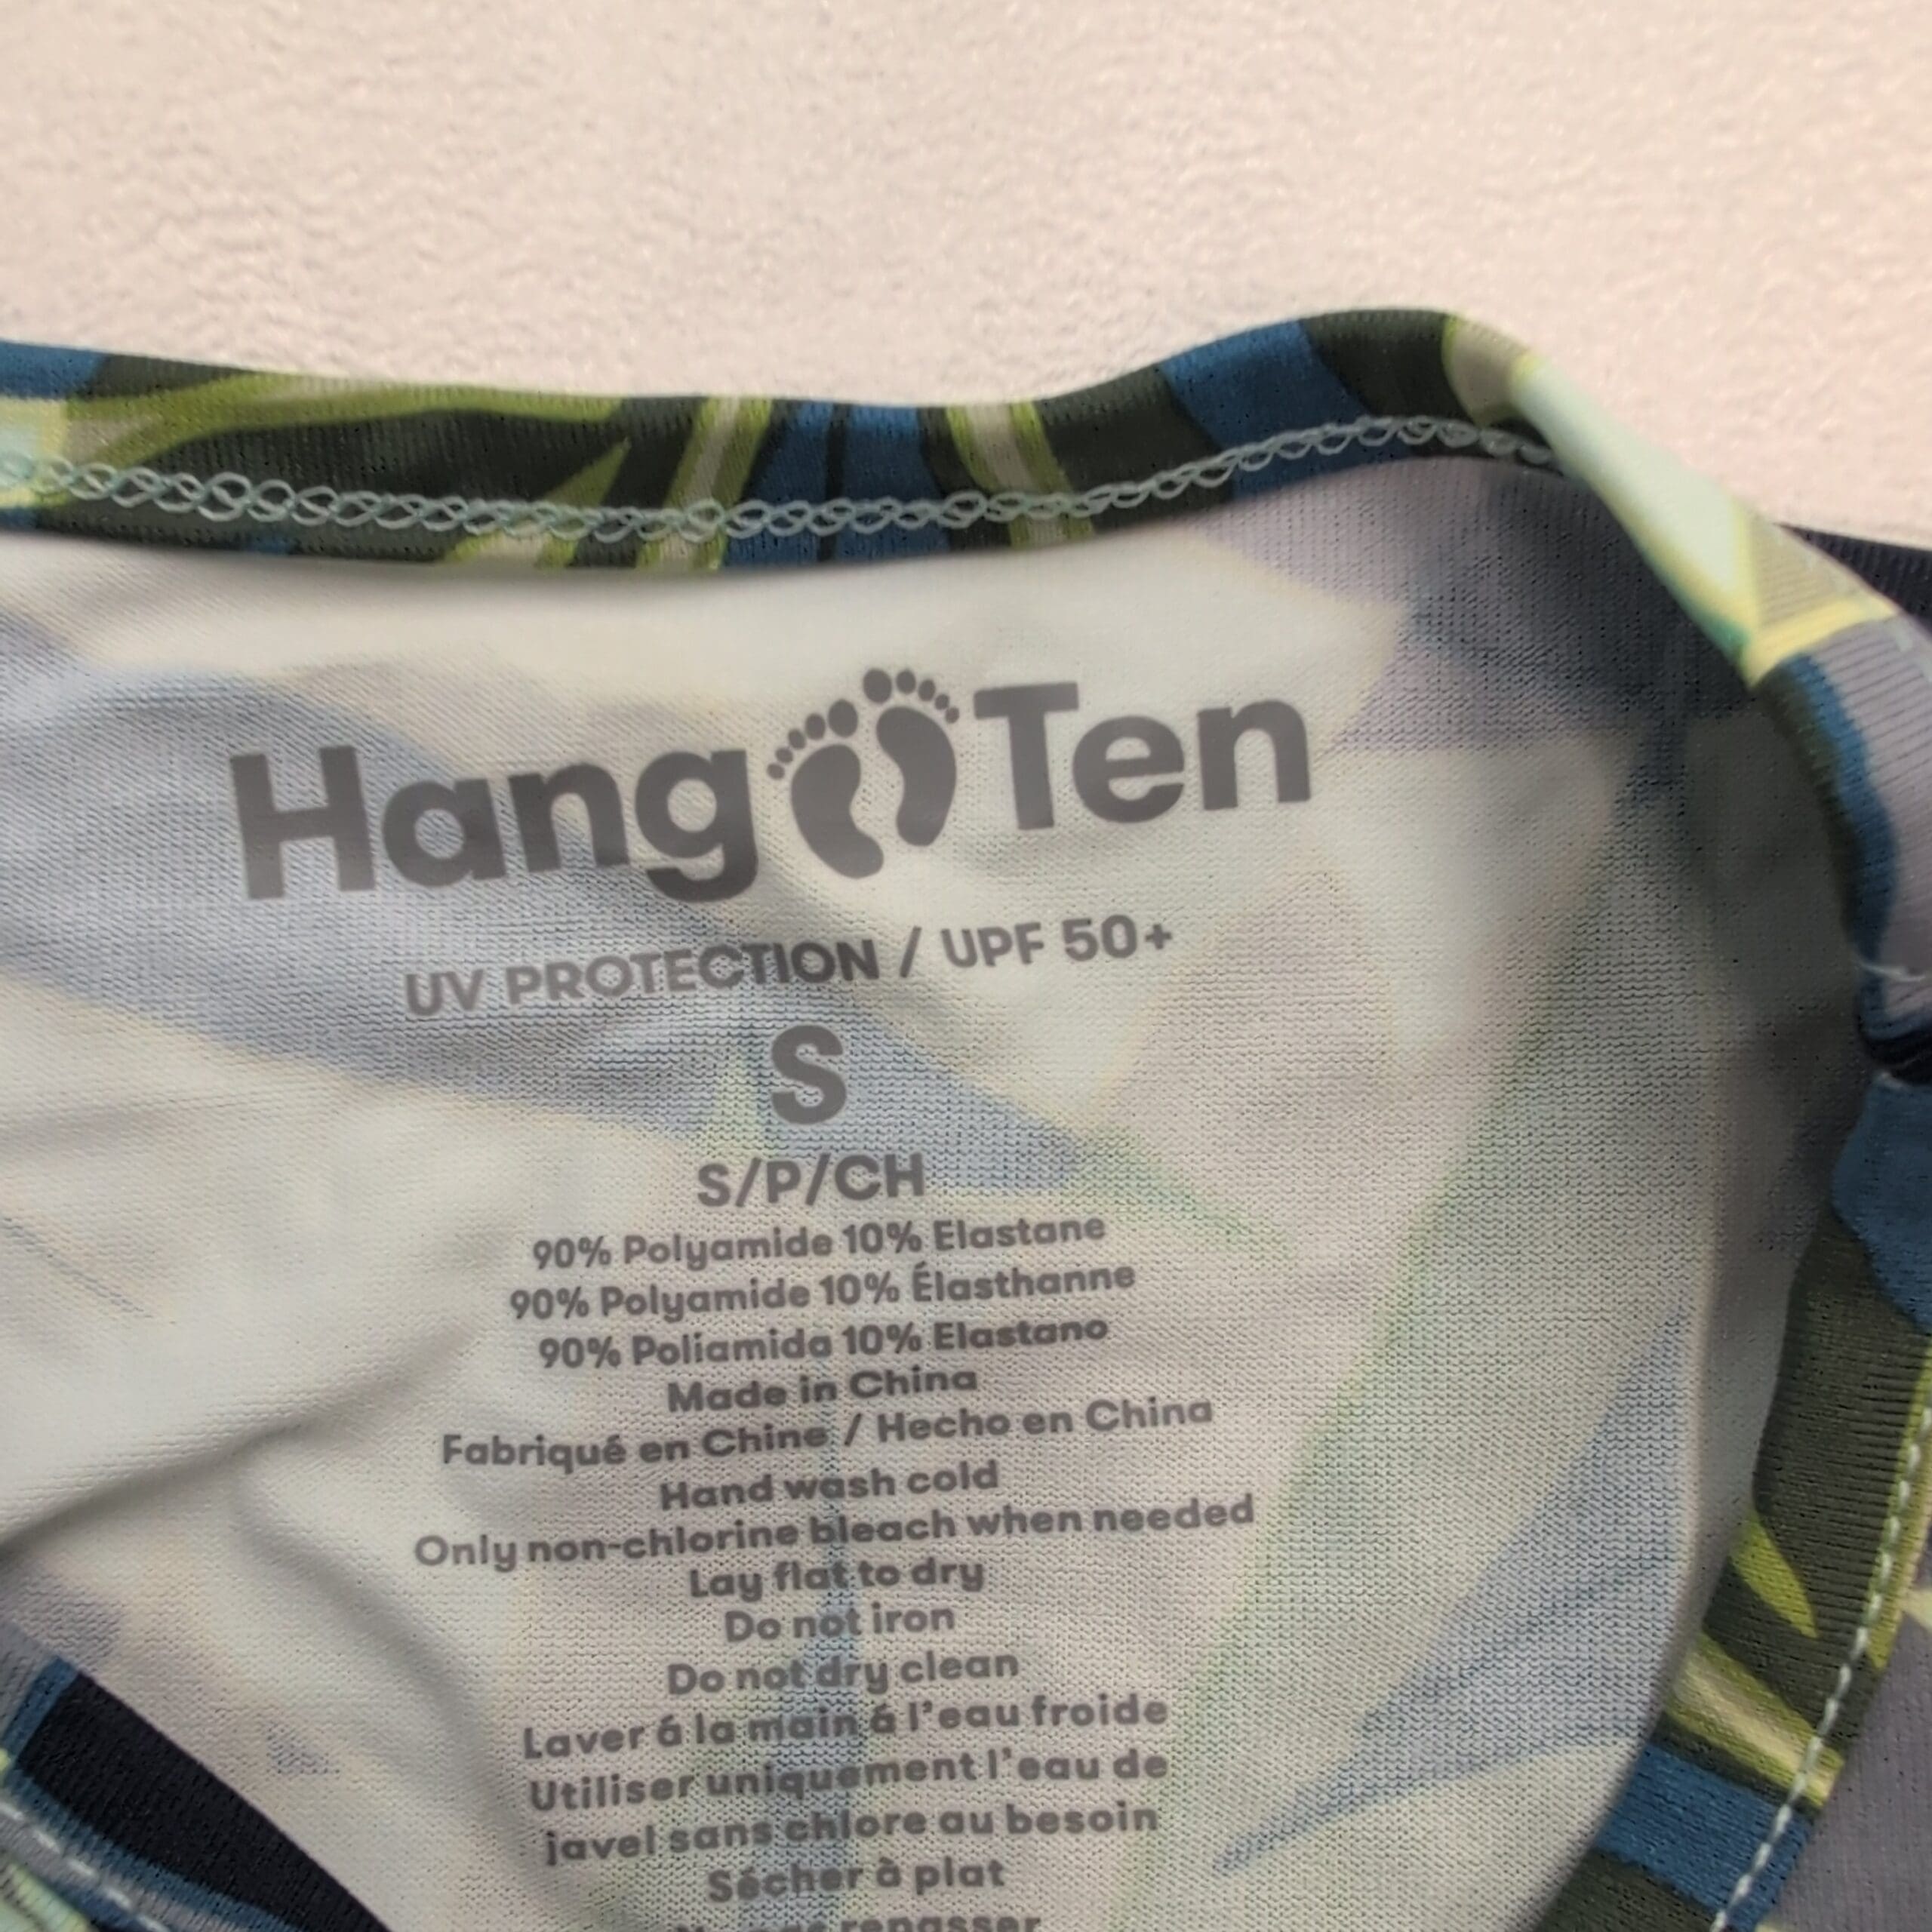 Hang Ten
UV PROTECTION / UPF 50+
S
S/P/CH
90% Polyamide 10% Elastane
90% Polyamide 10% Élasthanne
90% Poliamida 10% Elastano
Made in China
Fabriqué en Chine / Hecho en China
Hand wash cold
Only non-chlorine bleach when needed
Lay flat to dry
Do not iron
Do not dry clean
Laver á la main á l'eau froide
Utiliser uniquement l'eau de
javel sans chlore au besoin
Sécher à plat
repasser